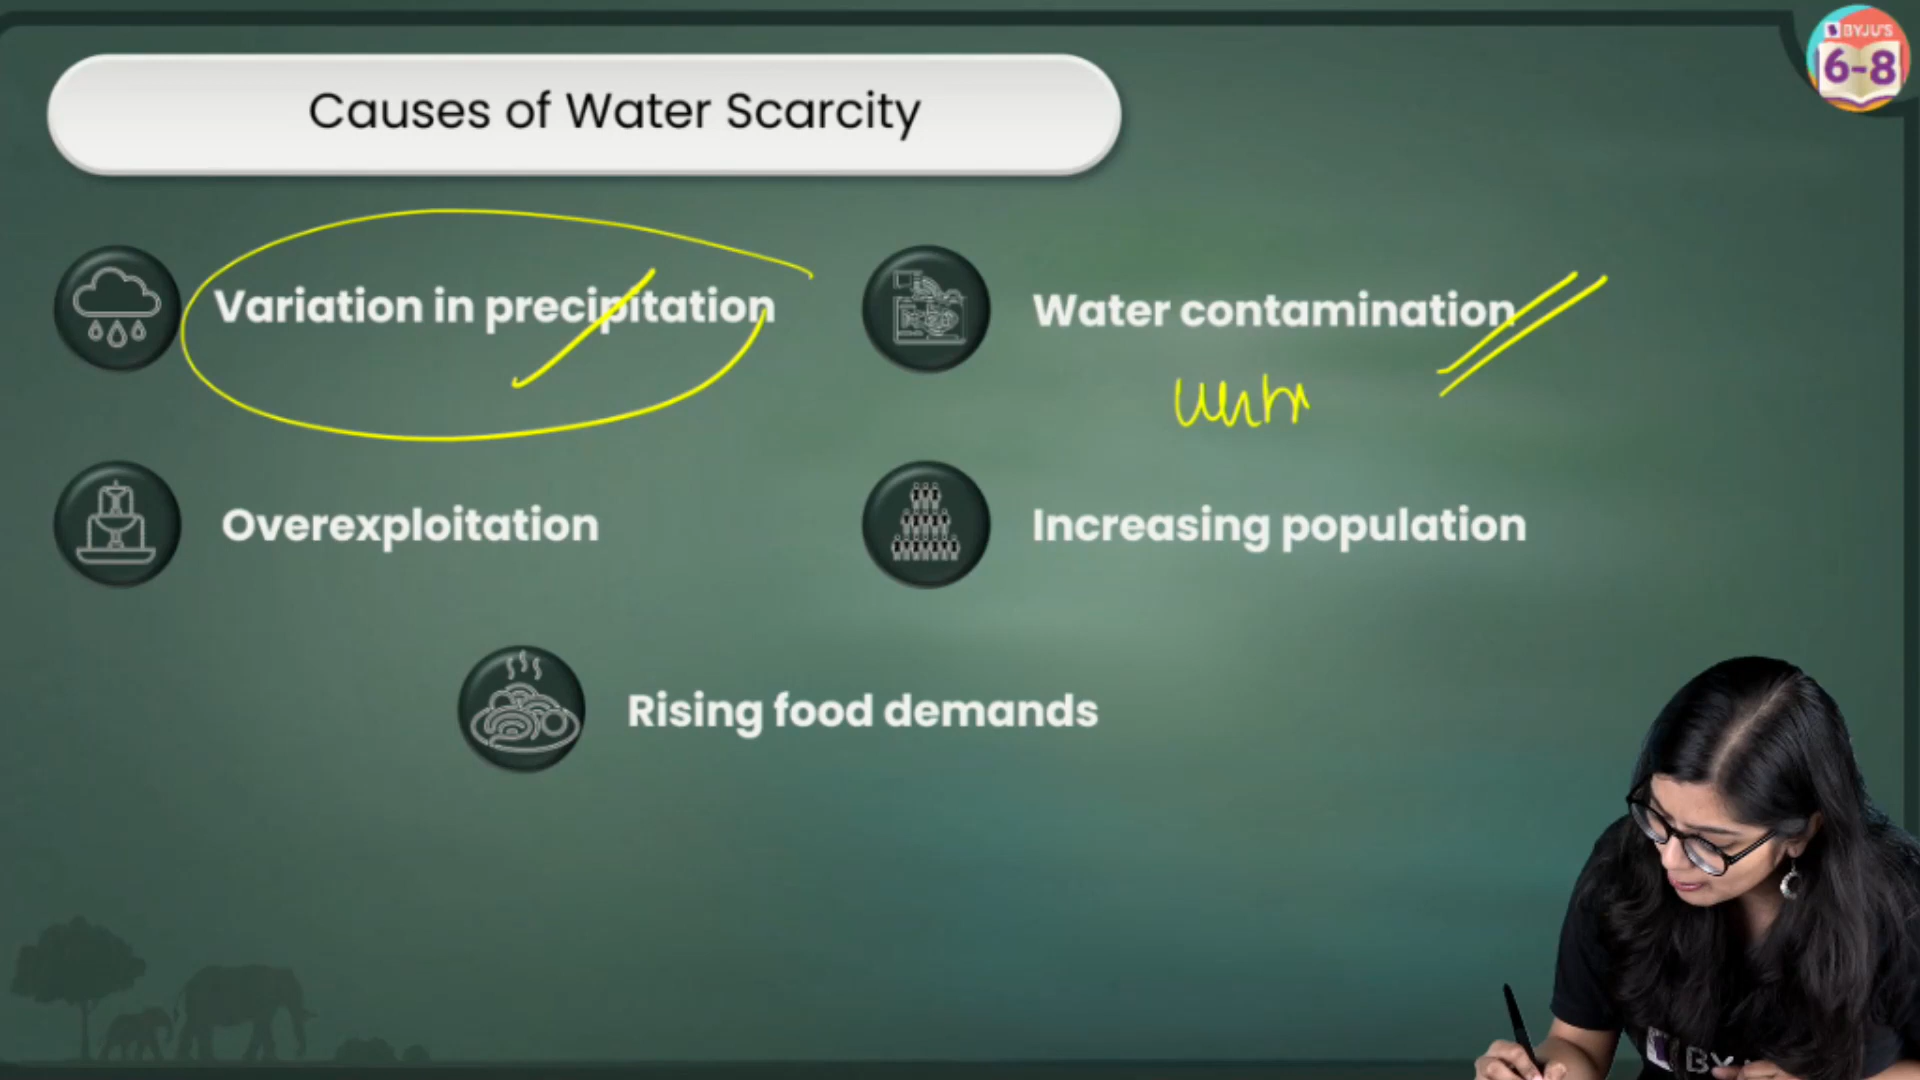 BYJU'S
6-8
Causes of Water Scarcity
Variation in precipitation
Water contamination
Overexploitation
Increasing population
Rising food demands